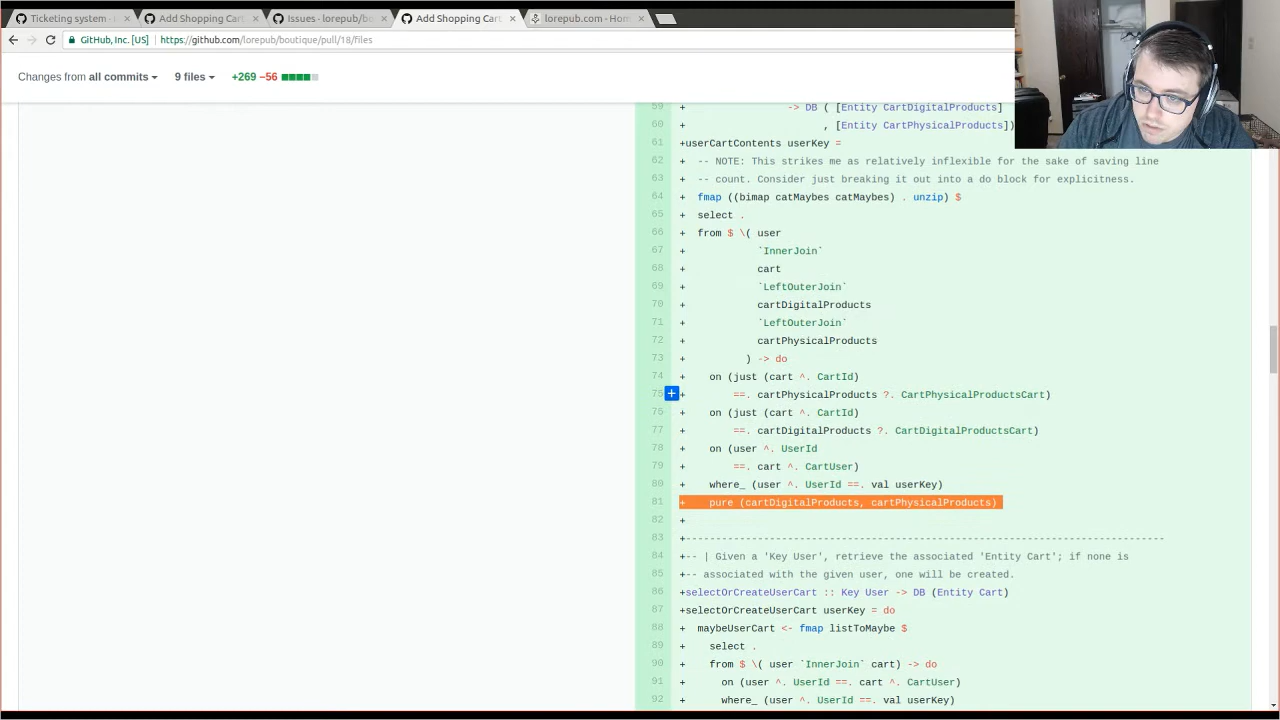 Ticketing system -
Add Shopping Cart
Issues - lorepub/bo
Add Shopping Cart
lorepub.com - Hom
GitHub, Inc. [US]
https://github.com/lorepub/boutique/pull/18/files
Changes from all commits
9 files
+269 −56
59 + -> DB ( [Entity CartDigitalProducts]
60 + , [Entity CartPhysicalProducts])
61 +userCartContents userKey =
62 + -- NOTE: This strikes me as relatively inflexible for the sake of saving line
63 + -- count. Consider just breaking it out into a do block for explicitness.
64 + fmap ((bimap catMaybes catMaybes) . unzip) $
65 + select .
66 + from $ \( user
67 + `InnerJoin`
68 + cart
69 + `LeftOuterJoin`
70 + cartDigitalProducts
71 + `LeftOuterJoin`
72 + cartPhysicalProducts
73 + ) -> do
74 + on (just (cart ^. CartId)
75 + ==. cartPhysicalProducts ?. CartPhysicalProductsCart)
76 + on (just (cart ^. CartId)
77 + ==. cartDigitalProducts ?. CartDigitalProductsCart)
78 + on (user ^. UserId
79 + ==. cart ^. CartUser)
80 + where_ (user ^. UserId ==. val userKey)
81 + pure (cartDigitalProducts, cartPhysicalProducts)
82 +
83 +--------------------------------------------------------------------------------
84 +-- | Given a 'Key User', retrieve the associated 'Entity Cart'; if none is
85 +-- associated with the given user, one will be created.
86 +selectOrCreateUserCart :: Key User -> DB (Entity Cart)
87 +selectOrCreateUserCart userKey = do
88 + maybeUserCart <- fmap listToMaybe $
89 + select .
90 + from $ \( user `InnerJoin` cart) -> do
91 + on (user ^. UserId ==. cart ^. CartUser)
92 + where_ (user ^. UserId ==. val userKey)